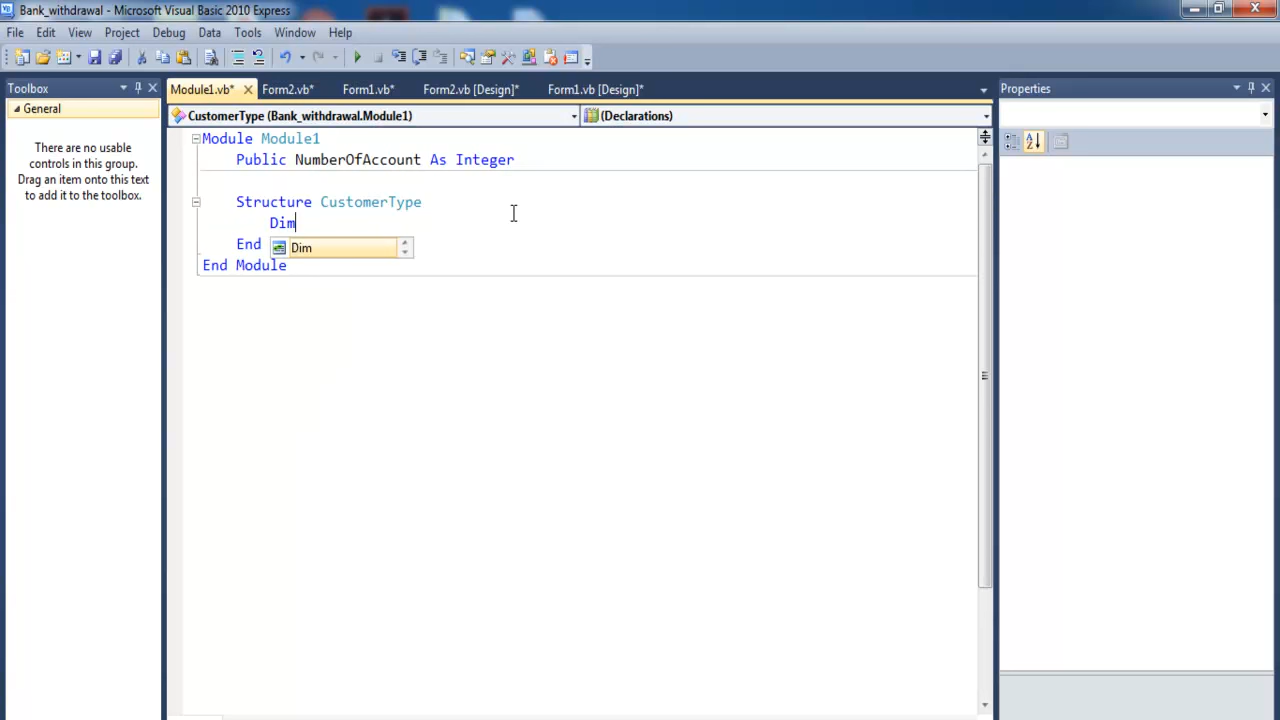 Bank_withdrawal - Microsoft Visual Basic 2010 Express
File Edit View Project Debug Data Tools Window Help
Toolbox
General
There are no usable
controls in this group.
Drag an item onto this text
to add it to the toolbox.
Module1.vb* Form2.vb* Form1.vb* Form2.vb [Design]* Form1.vb [Design]*
CustomerType (Bank_withdrawal.Module1) (Declarations)
Module Module1
Public NumberOfAccount As Integer
Structure CustomerType
Dim
End
Dim
End Module
Properties